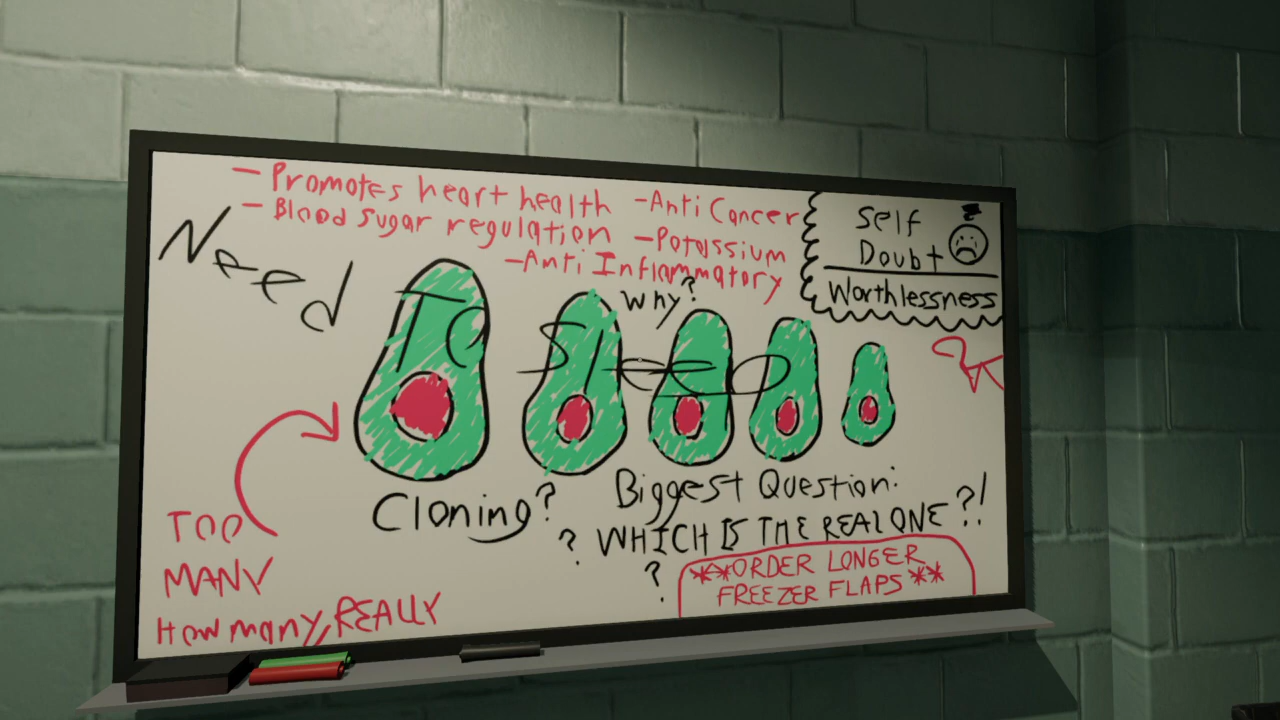 - Promotes heart health
- Blood sugar regulation
- Anti Cancer
- Potassium
- Anti Inflammatory
Self
Doubt
Worthlessness
Need To Sleep
Why?
Cloning?
Biggest Question:
? WHICH IS THE REAL ONE ?!
?
TOO
MANY
How many, REALLY
**ORDER LONGER
FREEZER FLAPS **